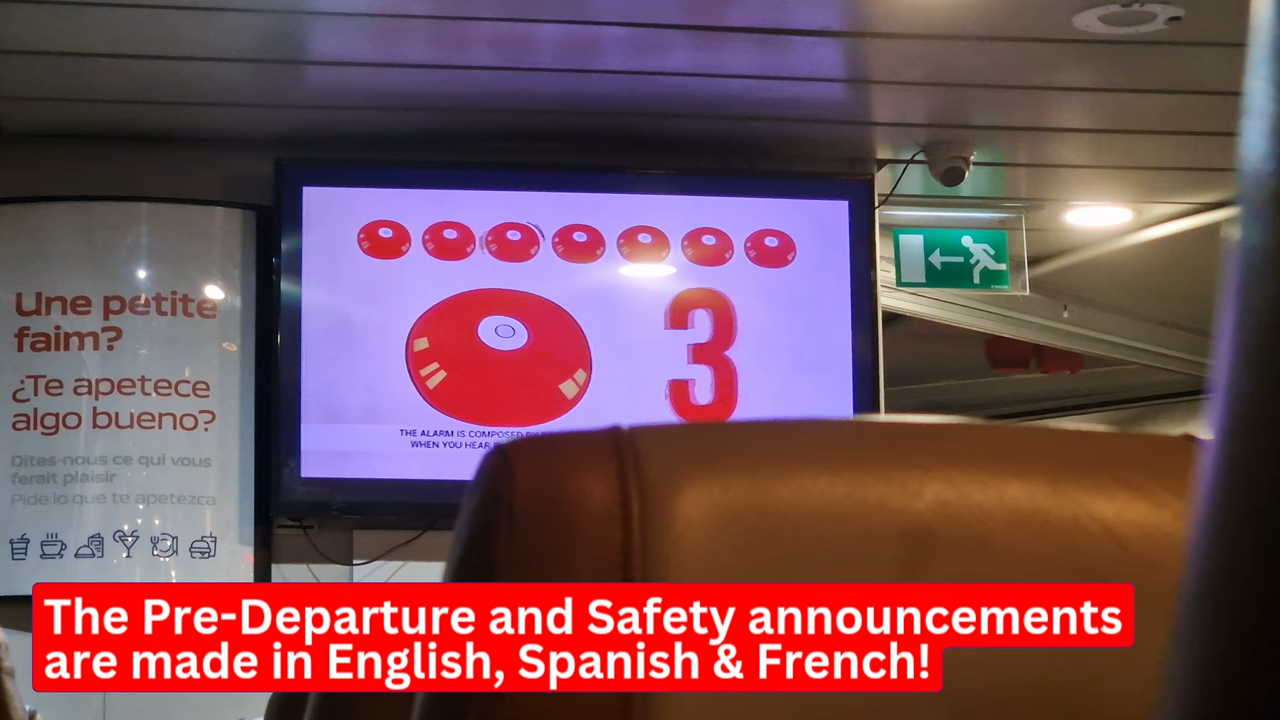 Une petite
faim?
¿Te apetece
algo bueno?
Dites-nous ce qui vous
ferait plaisir
Pide lo que te apetezca
3
THE ALARM IS COMPOSED
WHEN YOU HEAR
The Pre-Departure and Safety announcements
are made in English, Spanish & French!